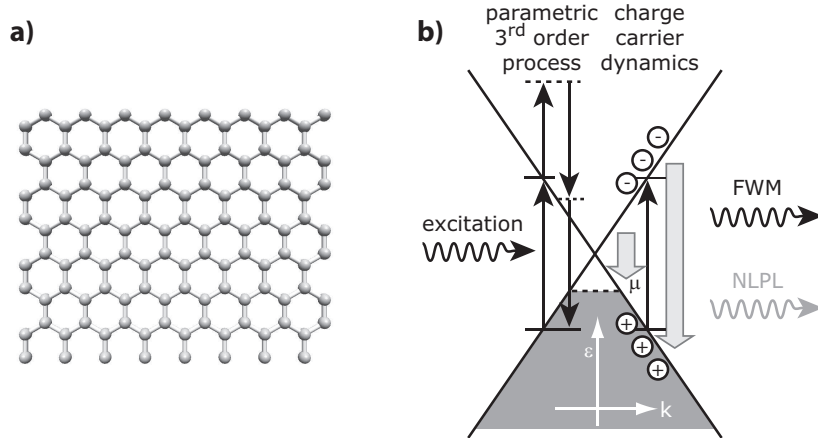 a)
b)
parametric
3rd order
process
charge
carrier
dynamics
-
-
-
excitation
FWM
μ
NLPL
+
+
+
ε
k